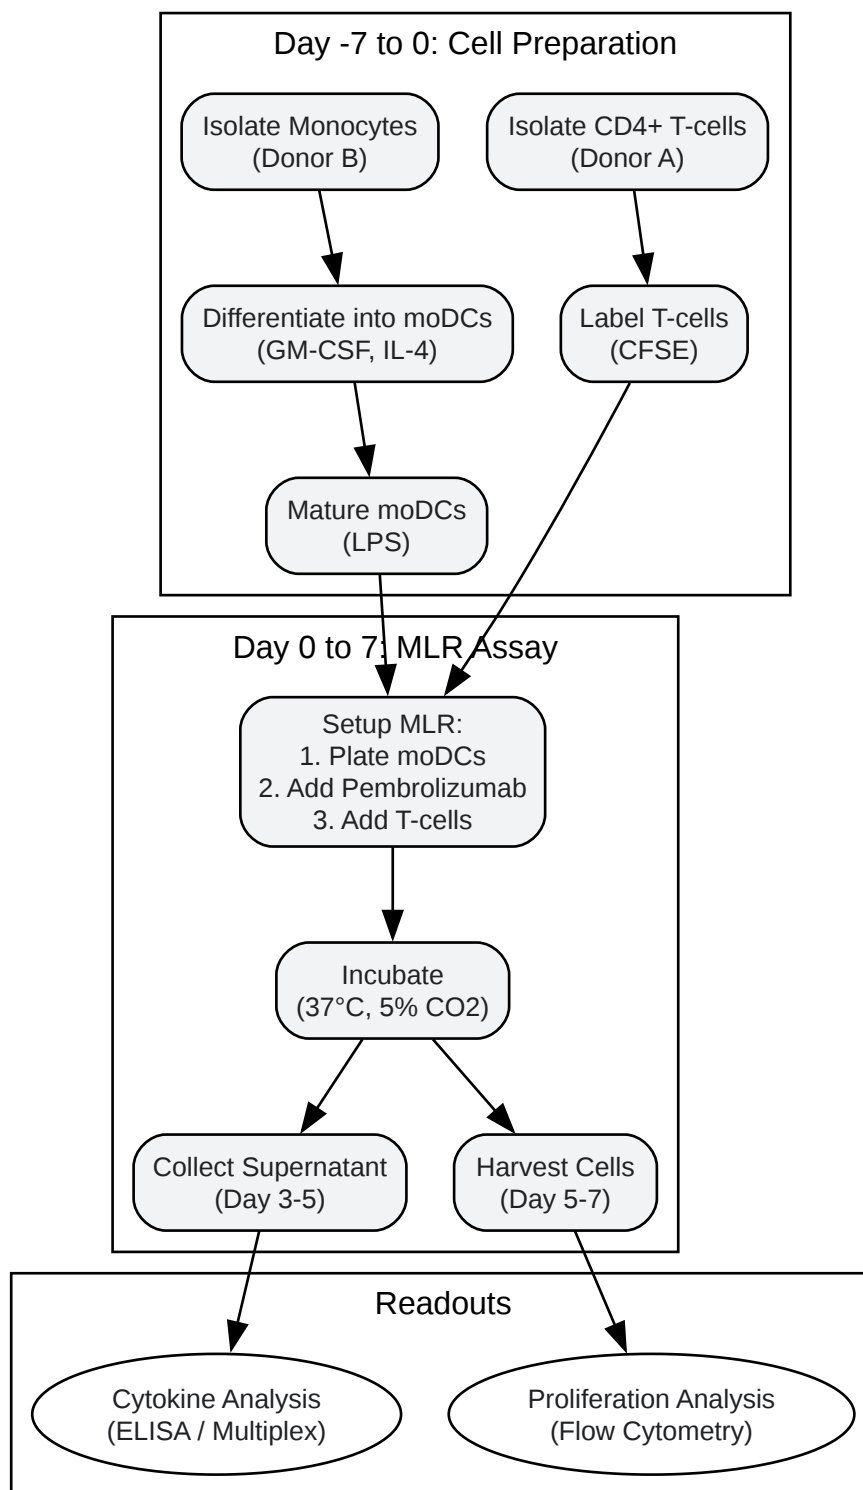 Day -7 to 0: Cell Preparation
Isolate Monocytes
(Donor B)
Isolate CD4+ T-cells
(Donor A)
Differentiate into moDCs
(GM-CSF, IL-4)
Label T-cells
(CFSE)
Mature moDCs
(LPS)
Day 0 to 7: MLR Assay
Setup MLR:
1. Plate moDCs
2. Add Pembrolizumab
3. Add T-cells
Incubate
(37°C, 5% CO2)
Collect Supernatant
(Day 3-5)
Harvest Cells
(Day 5-7)
Readouts
Cytokine Analysis
(ELISA / Multiplex)
Proliferation Analysis
(Flow Cytometry)